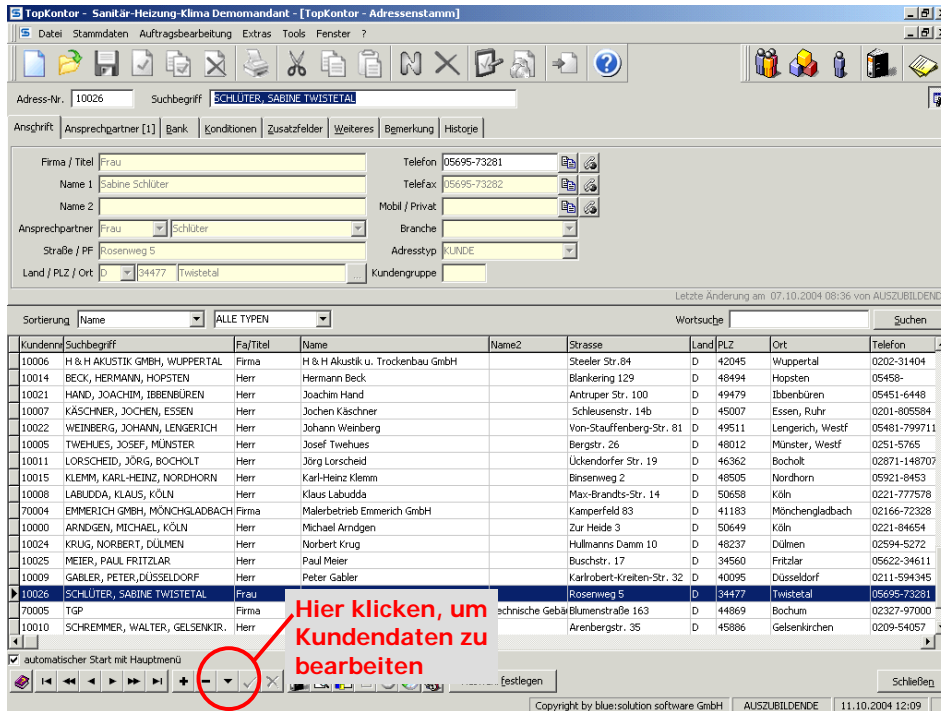 TopKontor - Sanitär-Heizung-Klima Demomandant - [TopKontor - Adressenstamm]
Datei Stammdaten Auftragsbearbeitung Extras Tools Fenster ?
Adress-Nr. 10026 Suchbegriff SCHLÜTER, SABINE TWISTETAL
Anschrift Ansprechpartner [1] Bank Konditionen Zusatzfelder Weiteres Bemerkung Historie
Firma / Titel Frau Telefon 05695-73281
Name 1 Sabine Schlüter Telefax 05695-73282
Name 2 Mobil / Privat
Ansprechpartner Frau Schlüter Branche
Straße / PF Rosenweg 5 Adresstyp KUNDE
Land / PLZ / Ort D 34477 Twistetal ... Kundengruppe
Letzte Änderung am 07.10.2004 08:36 von AUSZUBILDEND
Sortierung Name ALLE TYPEN Wortsuche Suchen
Kundennr Suchbegriff Fa/Titel Name Name2 Strasse Land PLZ Ort Telefon
10006 H & H AKUSTIK GMBH, WUPPERTAL Firma H & H Akustik u. Trockenbau GmbH Steeler Str.84 D 42045 Wuppertal 0202-31404
10014 BECK, HERMANN, HOPSTEN Herr Hermann Beck Blankering 129 D 48494 Hopsten 05458-
10021 HAND, JOACHIM, IBBENBÜREN Herr Joachim Hand Antruper Str. 100 D 49479 Ibbenbüren 05451-6448
10007 KÄSCHNER, JOCHEN, ESSEN Herr Jochen Käschner Schleusenstr. 14b D 45007 Essen, Ruhr 0201-805584
10022 WEINBERG, JOHANN, LENGERICH Herr Johann Weinberg Von-Stauffenberg-Str. 81 D 49511 Lengerich, Westf 05481-799711
10005 TWEHUES, JOSEF, MÜNSTER Herr Josef Twehues Bergstr. 26 D 48012 Münster, Westf 0251-5765
10011 LORSCHEID, JÖRG, BOCHOLT Herr Jörg Lorscheid Ückendorfer Str. 19 D 46362 Bocholt 02871-148707
10015 KLEMM, KARL-HEINZ, NORDHORN Herr Karl-Heinz Klemm Binsenweg 2 D 48505 Nordhorn 05921-8453
10008 LABUDDA, KLAUS, KÖLN Herr Klaus Labudda Max-Brandts-Str. 14 D 50658 Köln 0221-777578
70004 EMMERICH GMBH, MÖNCHGLADBACH Firma Malerbetrieb Emmerich GmbH Kamperfeld 83 D 41183 Mönchengladbach 02166-72328
10000 ARNDGEN, MICHAEL, KÖLN Herr Michael Arndgen Zur Heide 3 D 50649 Köln 0221-84654
10024 KRUG, NORBERT, DÜLMEN Herr Norbert Krug Hullmanns Damm 10 D 48237 Dülmen 02594-5272
10025 MEIER, PAUL FRITZLAR Herr Paul Meier Buschstr. 17 D 34560 Fritzlar 05622-34611
10009 GABLER, PETER,DÜSSELDORF Herr Peter Gabler Karlrobert-Kreiten-Str. 32 D 40095 Düsseldorf 0211-594345
10026 SCHLÜTER, SABINE TWISTETAL Frau Rosenweg 5 D 34477 Twistetal 05695-73281
70005 TGP Firma echnische Gebä Blumenstraße 163 D 44869 Bochum 02327-97000
10010 SCHREMMER, WALTER, GELSENKIR. Herr Arenbergstr. 35 D 45886 Gelsenkirchen 0209-54057
Hier klicken, um
Kundendaten zu
bearbeiten
automatischer Start mit Hauptmenü
festlegen Schließen
Copyright by blue:solution software GmbH AUSZUBILDENDE 11.10.2004 12:09